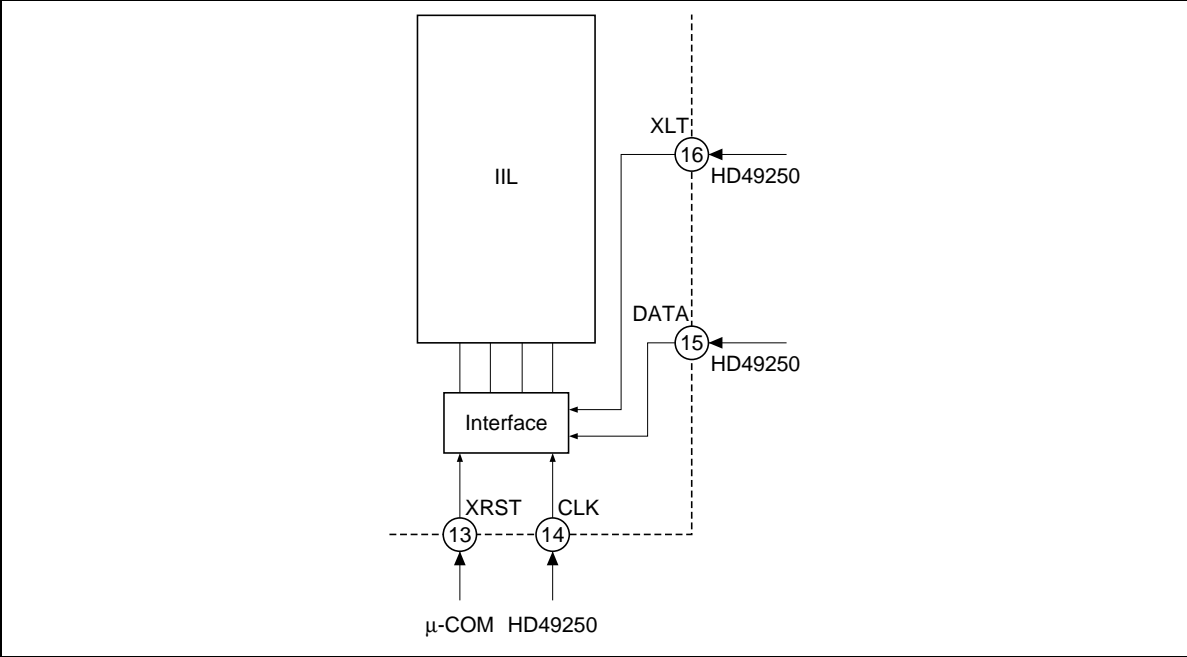 XLT
16
HD49250
IIL
DATA
15
HD49250
Interface
XRST
CLK
13
14
μ-COM
HD49250